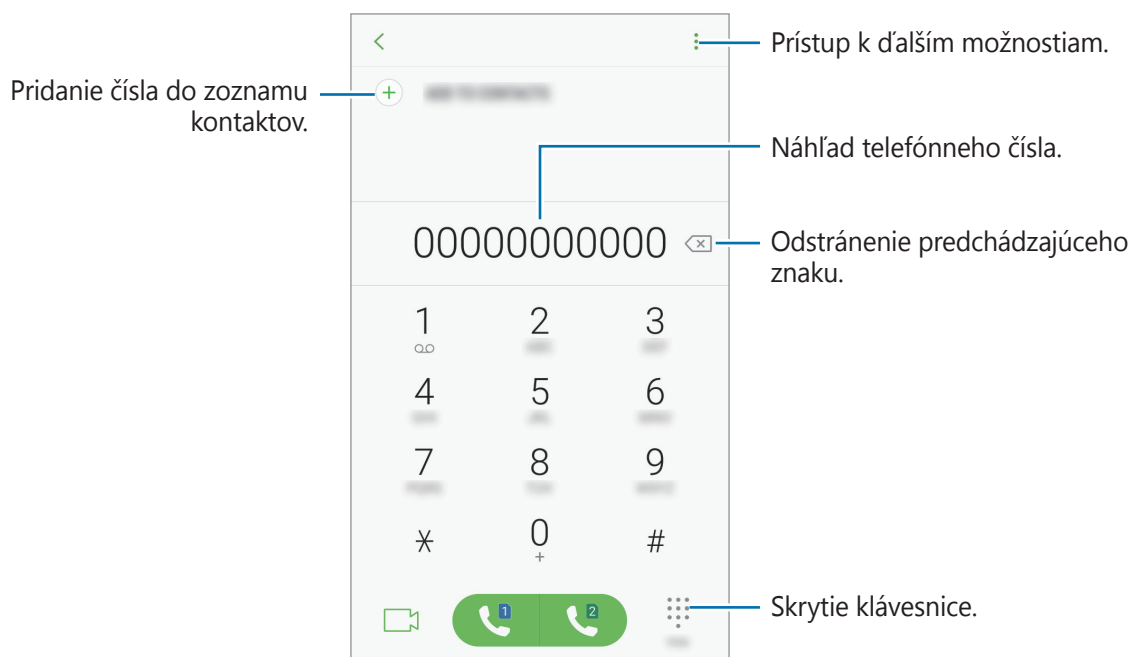 Prístup k ďalším možnostiam.
Pridanie čísla do zoznamu
kontaktov.
Náhľad telefónneho čísla.
00000000000
Odstránenie predchádzajúceho
znaku.
1 2 3
4 5 6
7 8 9
* 0 #
+
1 2
Skrytie klávesnice.